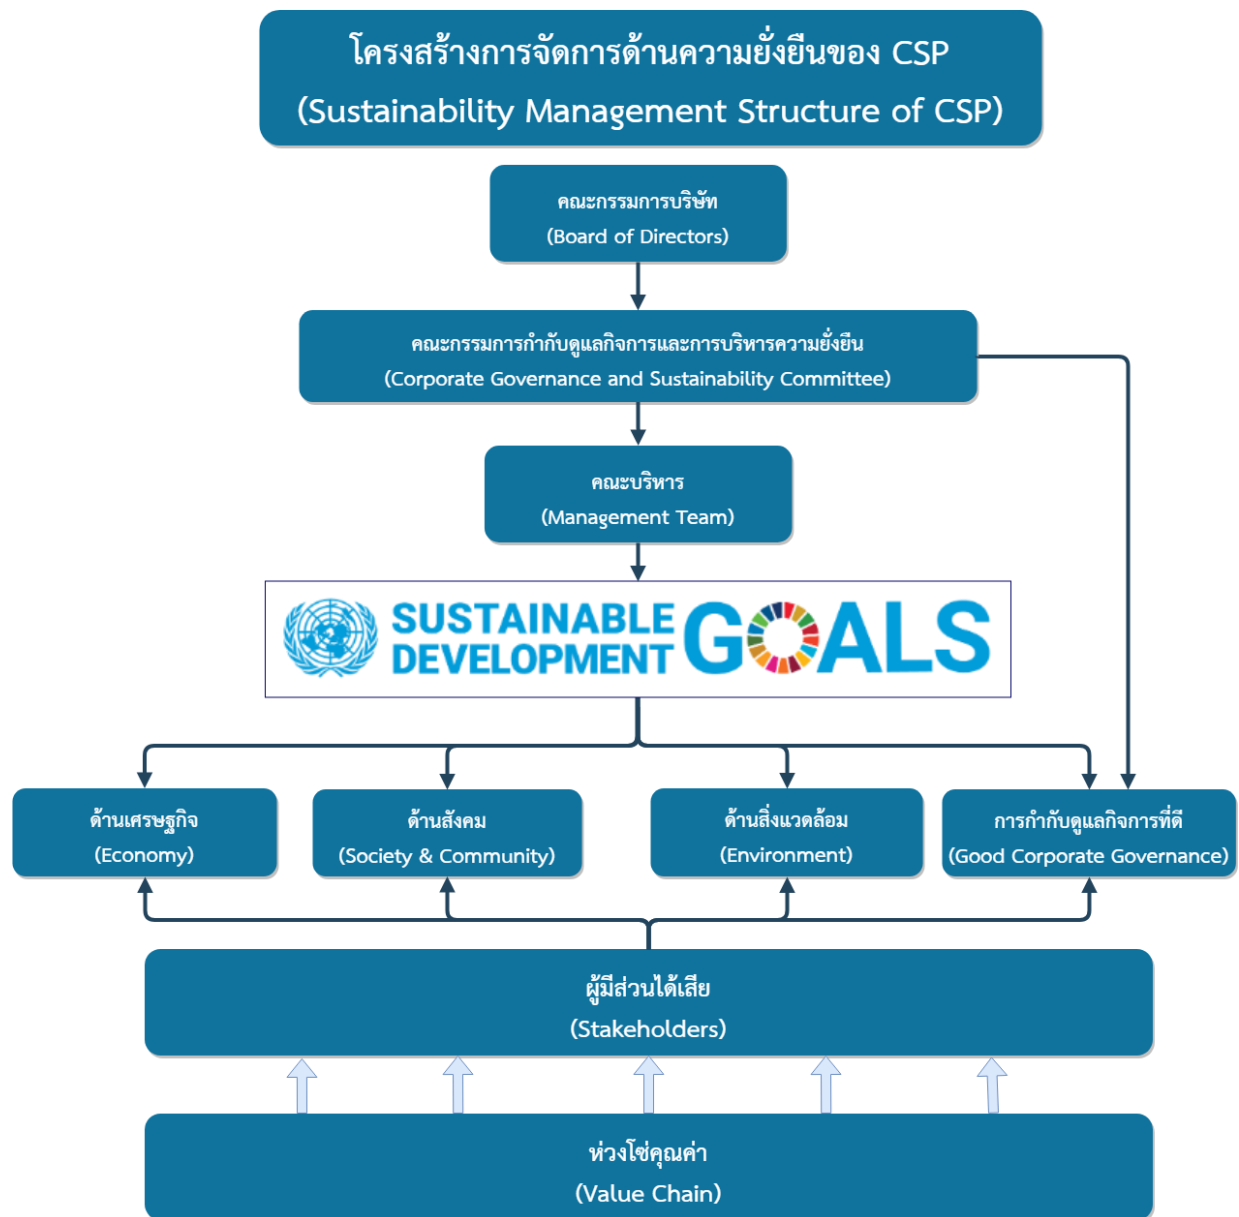 โครงสร้างการจัดการด้านความยั่งยืนของ CSP
(Sustainability Management Structure of CSP)
คณะกรรมการบริษัท
(Board of Directors)
คณะกรรมการกำกับดูแลกิจการและการบริหารความยั่งยืน
(Corporate Governance and Sustainability Committee)
คณะบริหาร
(Management Team)
SUSTAINABLE
DEVELOPMENT
GOALS
ด้านเศรษฐกิจ
(Economy)
ด้านสังคม
(Society & Community)
ด้านสิ่งแวดล้อม
(Environment)
การกำกับดูแลกิจการที่ดี
(Good Corporate Governance)
ผู้มีส่วนได้เสีย
(Stakeholders)
ห่วงโซ่คุณค่า
(Value Chain)